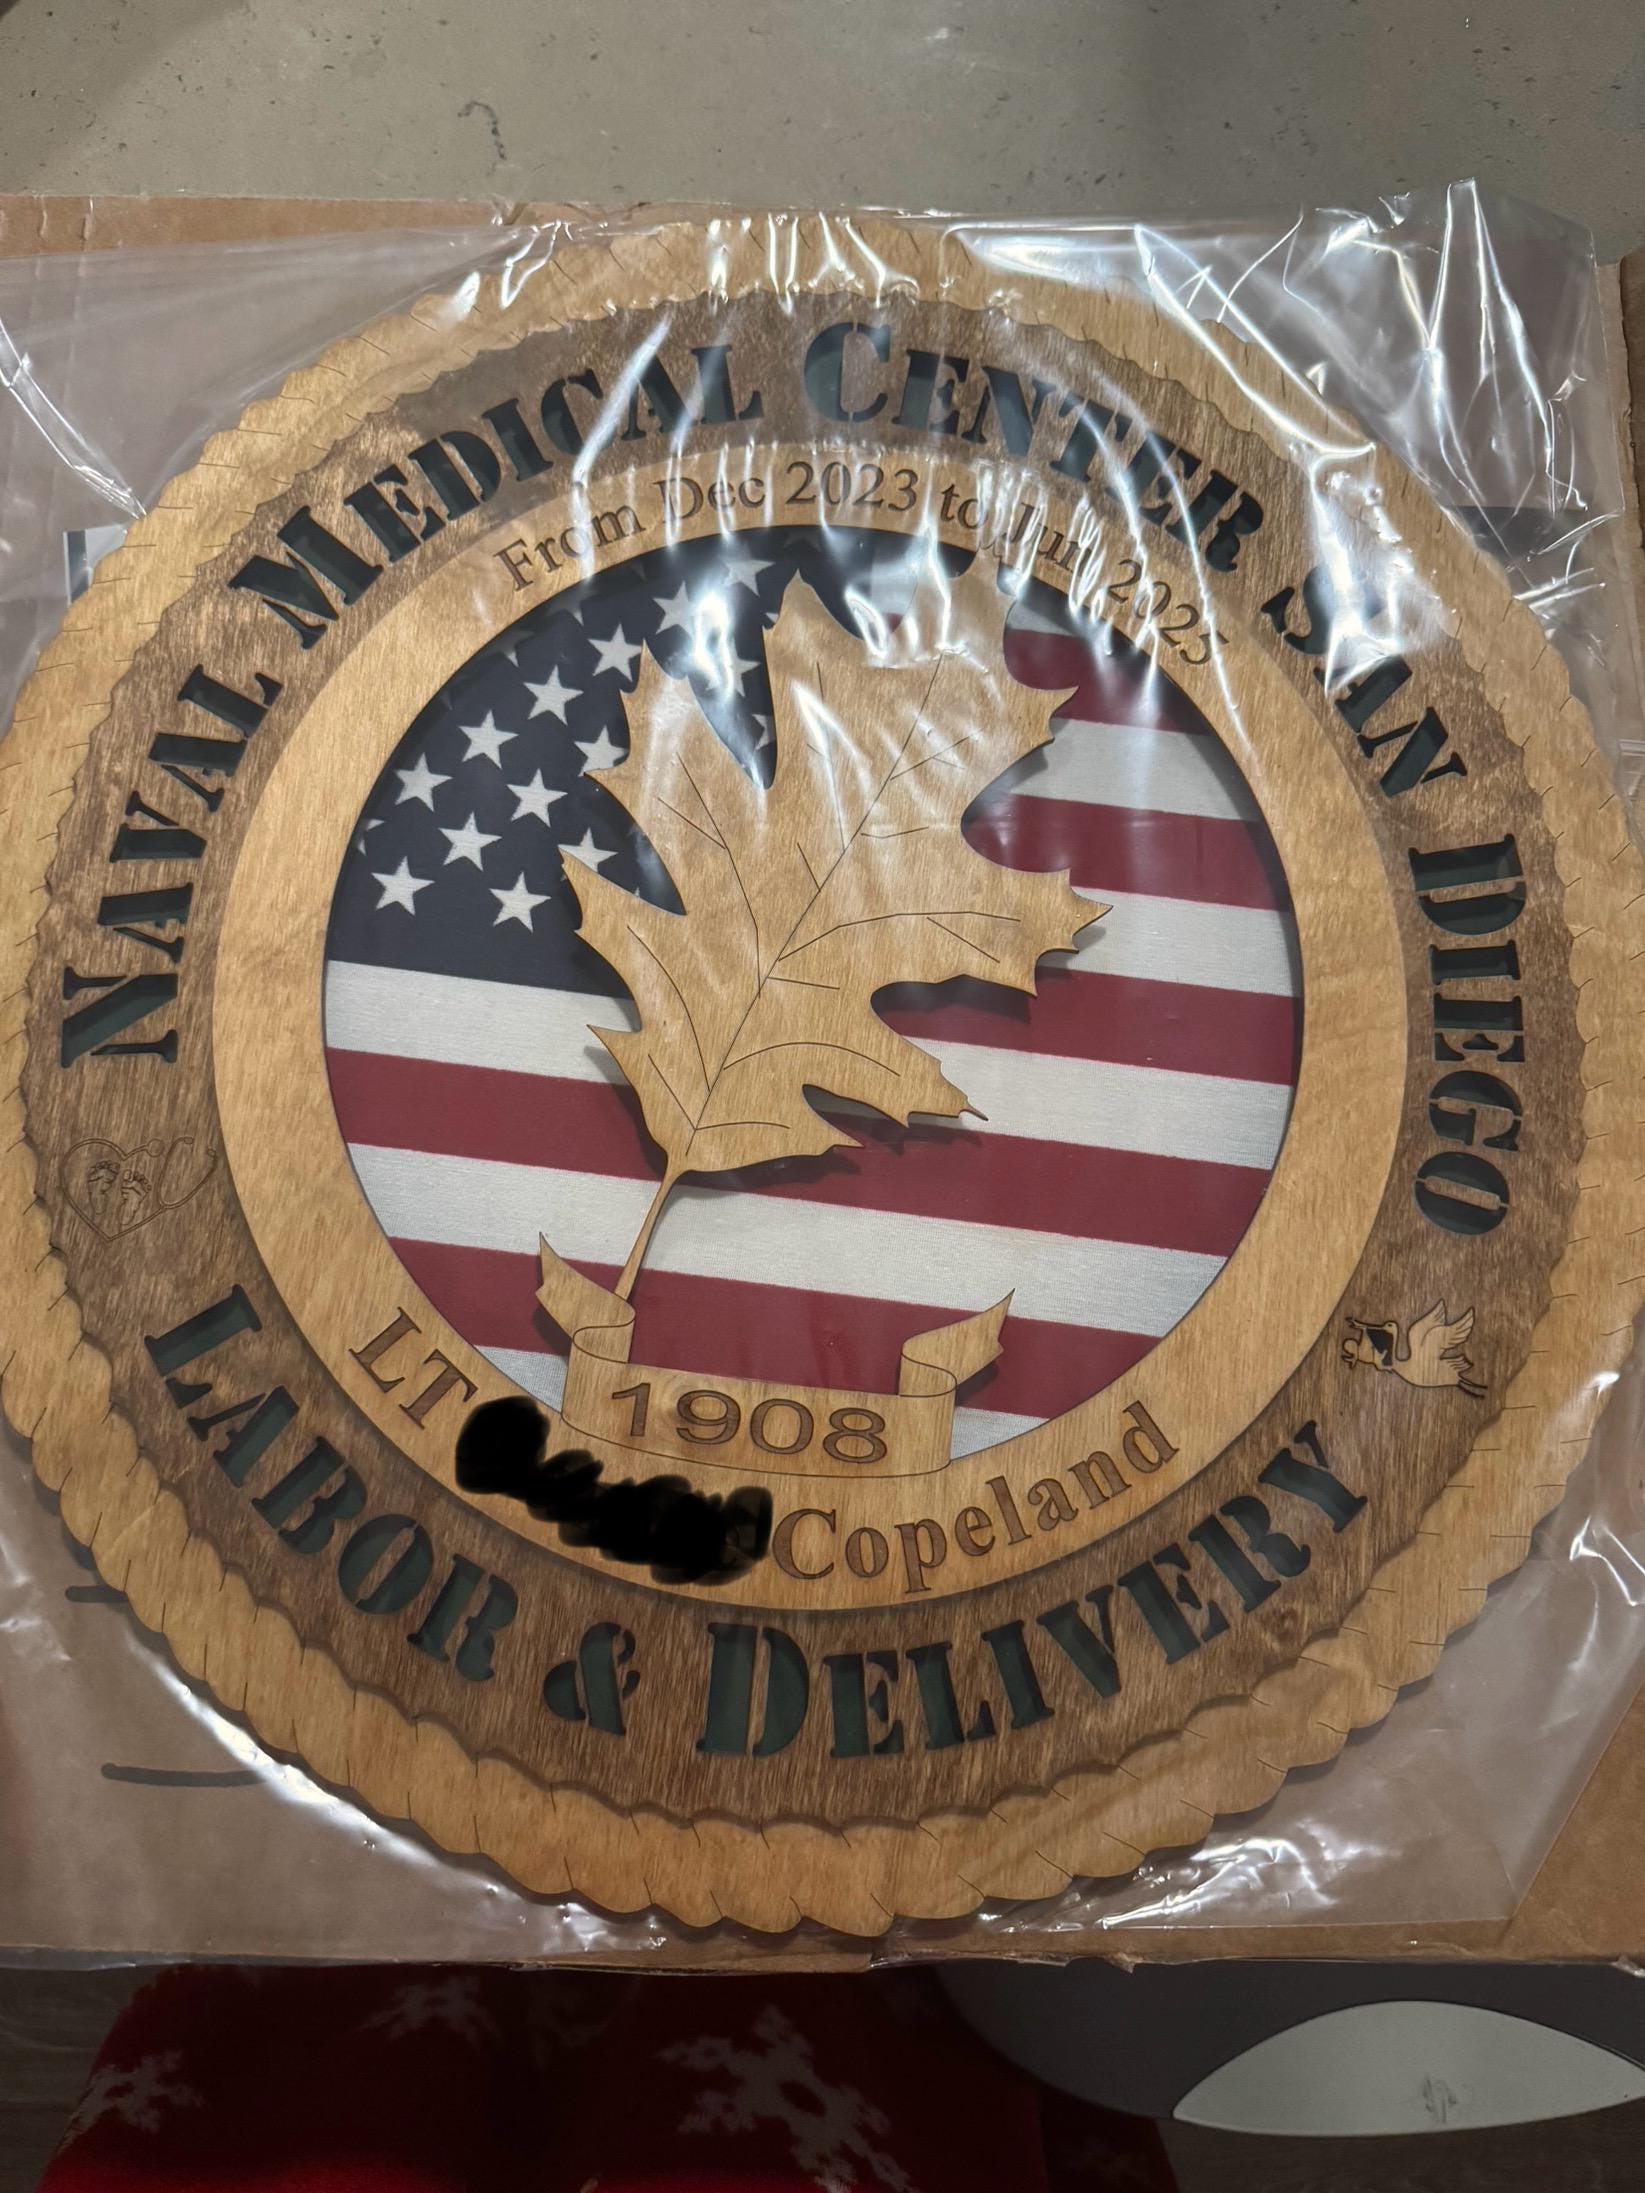 NAVAL MEDICAL CENTER SAN DIEGO
From Dec 2023 to Jun 2025
1908
LT Copeland
LABOR & DELIVERY